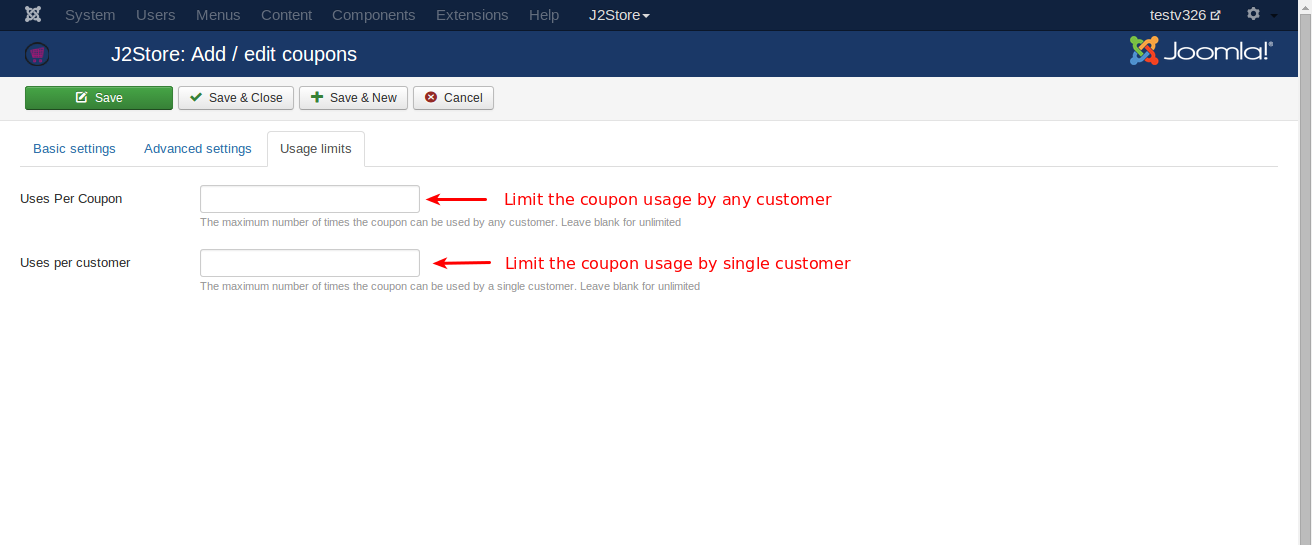 System Users Menus Content Components Extensions Help J2Store testv326
J2Store: Add / edit coupons Joomla!®
Save Save & Close Save & New Cancel
Basic settings Advanced settings Usage limits
Uses Per Coupon Limit the coupon usage by any customer
The maximum number of times the coupon can be used by any customer. Leave blank for unlimited
Uses per customer Limit the coupon usage by single customer
The maximum number of times the coupon can be used by a single customer. Leave blank for unlimited